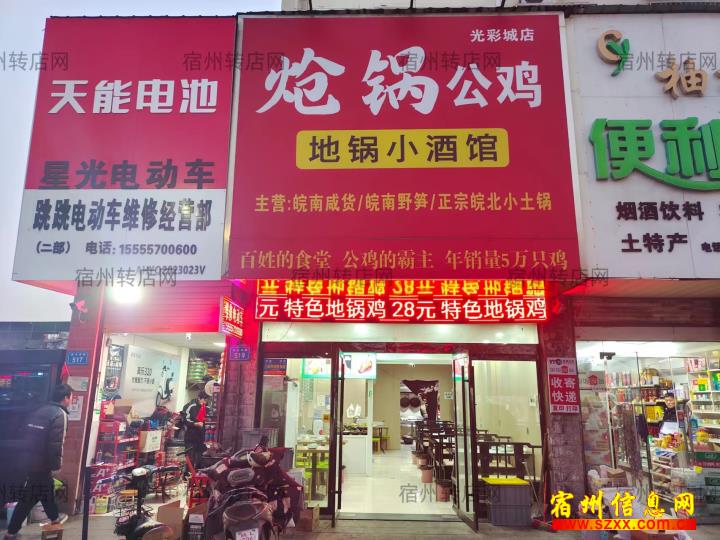 天能电池
星光电动车
跳跳电动车维修经营部
（二部） 电话：15555700600
光彩城店
炝锅公鸡
地锅小酒馆
主营:皖南咸货/皖南野笋/正宗皖北小土锅
百姓的食堂 公鸡的霸主 年销量5万只鸡
元 特色地锅鸡 28元 特色地锅鸡
柚
便利
烟酒饮料
土特产
517
519
收寄
快递
宿州转店网
宿州信息网
www.szxx.com.cn